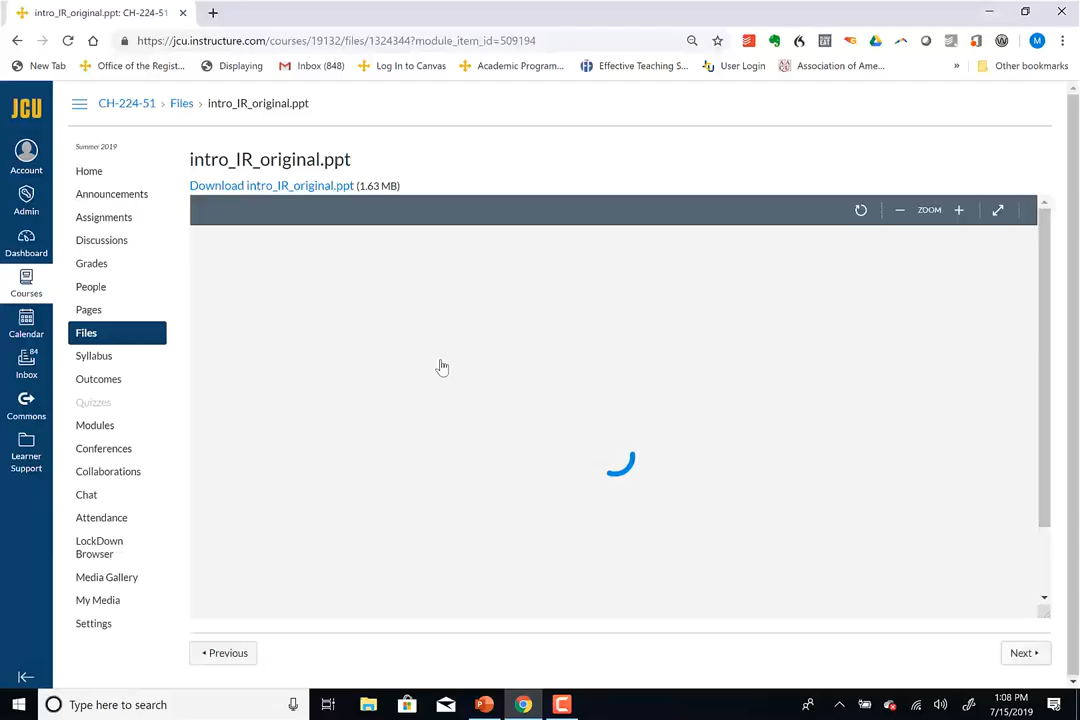 intro_IR_original.ppt: CH-224-51
https://jcu.instructure.com/courses/19132/files/1324344?module_item_id=509194
New Tab
Office of the Regist...
Displaying
Inbox (848)
Log In to Canvas
Academic Program...
Effective Teaching S...
User Login
Association of Ame...
»
Other bookmarks
JCU
Account
Admin
Dashboard
Courses
Calendar
84
Inbox
Commons
Learner
Support
CH-224-51 › Files › intro_IR_original.ppt
Summer 2019
Home
Announcements
Assignments
Discussions
Grades
People
Pages
Files
Syllabus
Outcomes
Quizzes
Modules
Conferences
Collaborations
Chat
Attendance
LockDown
Browser
Media Gallery
My Media
Settings
intro_IR_original.ppt
Download intro_IR_original.ppt (1.63 MB)
ZOOM
Previous
Next
Type here to search
1:08 PM
7/15/2019